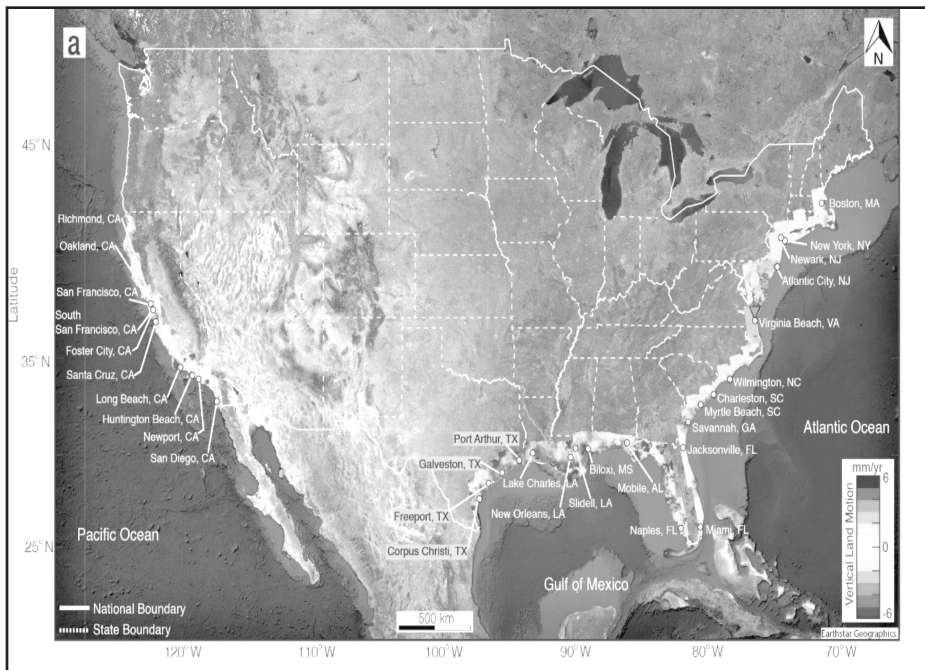 a
N
45°N
35°N
25°N
Latitude
Richmond, CA
Oakland, CA
San Francisco, CA
South
San Francisco, CA
Foster City, CA
Santa Cruz, CA
Long Beach, CA
Huntington Beach, CA
Newport, CA
San Diego, CA
Port Arthur, TX
Galveston, TX
Freeport, TX
Corpus Christi, TX
Lake Charles, LA
New Orleans, LA
Slidell, LA
Biloxi, MS
Mobile, AL
Naples, FL
Miami, FL
Boston, MA
New York, NY
Newark, NJ
Atlantic City, NJ
Virginia Beach, VA
Wilmington, NC
Charleston, SC
Myrtle Beach, SC
Savannah, GA
Jacksonville, FL
Pacific Ocean
Gulf of Mexico
Atlantic Ocean
mm/yr
6
0
-6
Vertical Land Motion
National Boundary
State Boundary
500 km
Earthstar Geographics
120°W
110°W
100°W
90°W
80°W
70°W